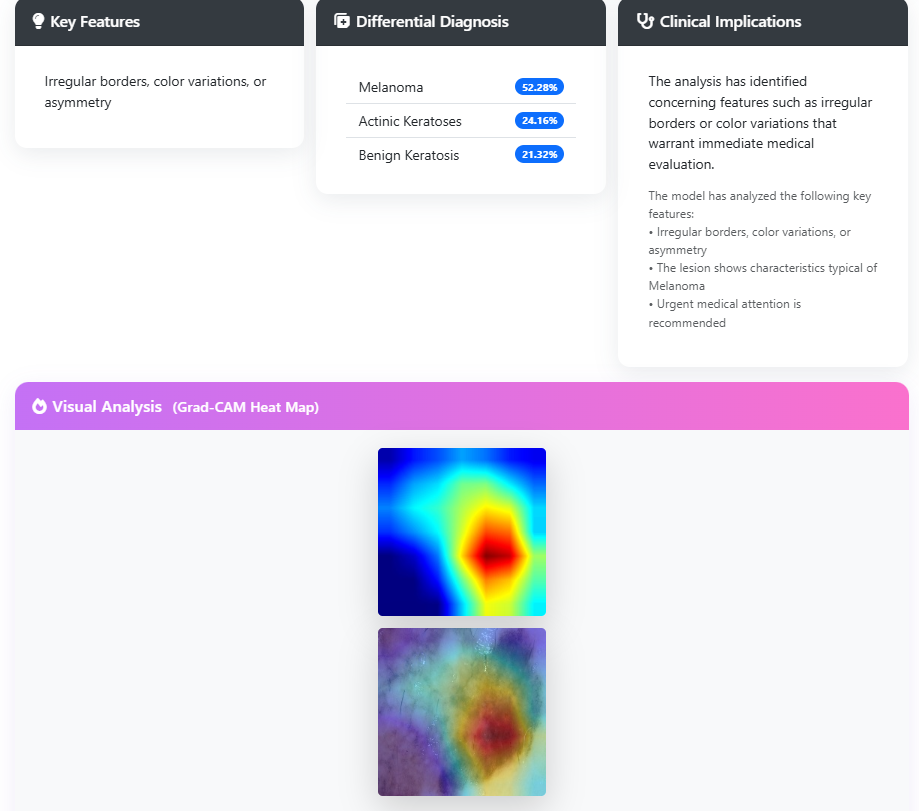 Key Features
Irregular borders, color variations, or
asymmetry
Differential Diagnosis
Melanoma 52.28%
Actinic Keratoses 24.16%
Benign Keratosis 21.32%
Clinical Implications
The analysis has identified
concerning features such as irregular
borders or color variations that
warrant immediate medical
evaluation.
The model has analyzed the following key
features:
• Irregular borders, color variations, or
asymmetry
• The lesion shows characteristics typical of
Melanoma
• Urgent medical attention is
recommended
Visual Analysis (Grad-CAM Heat Map)